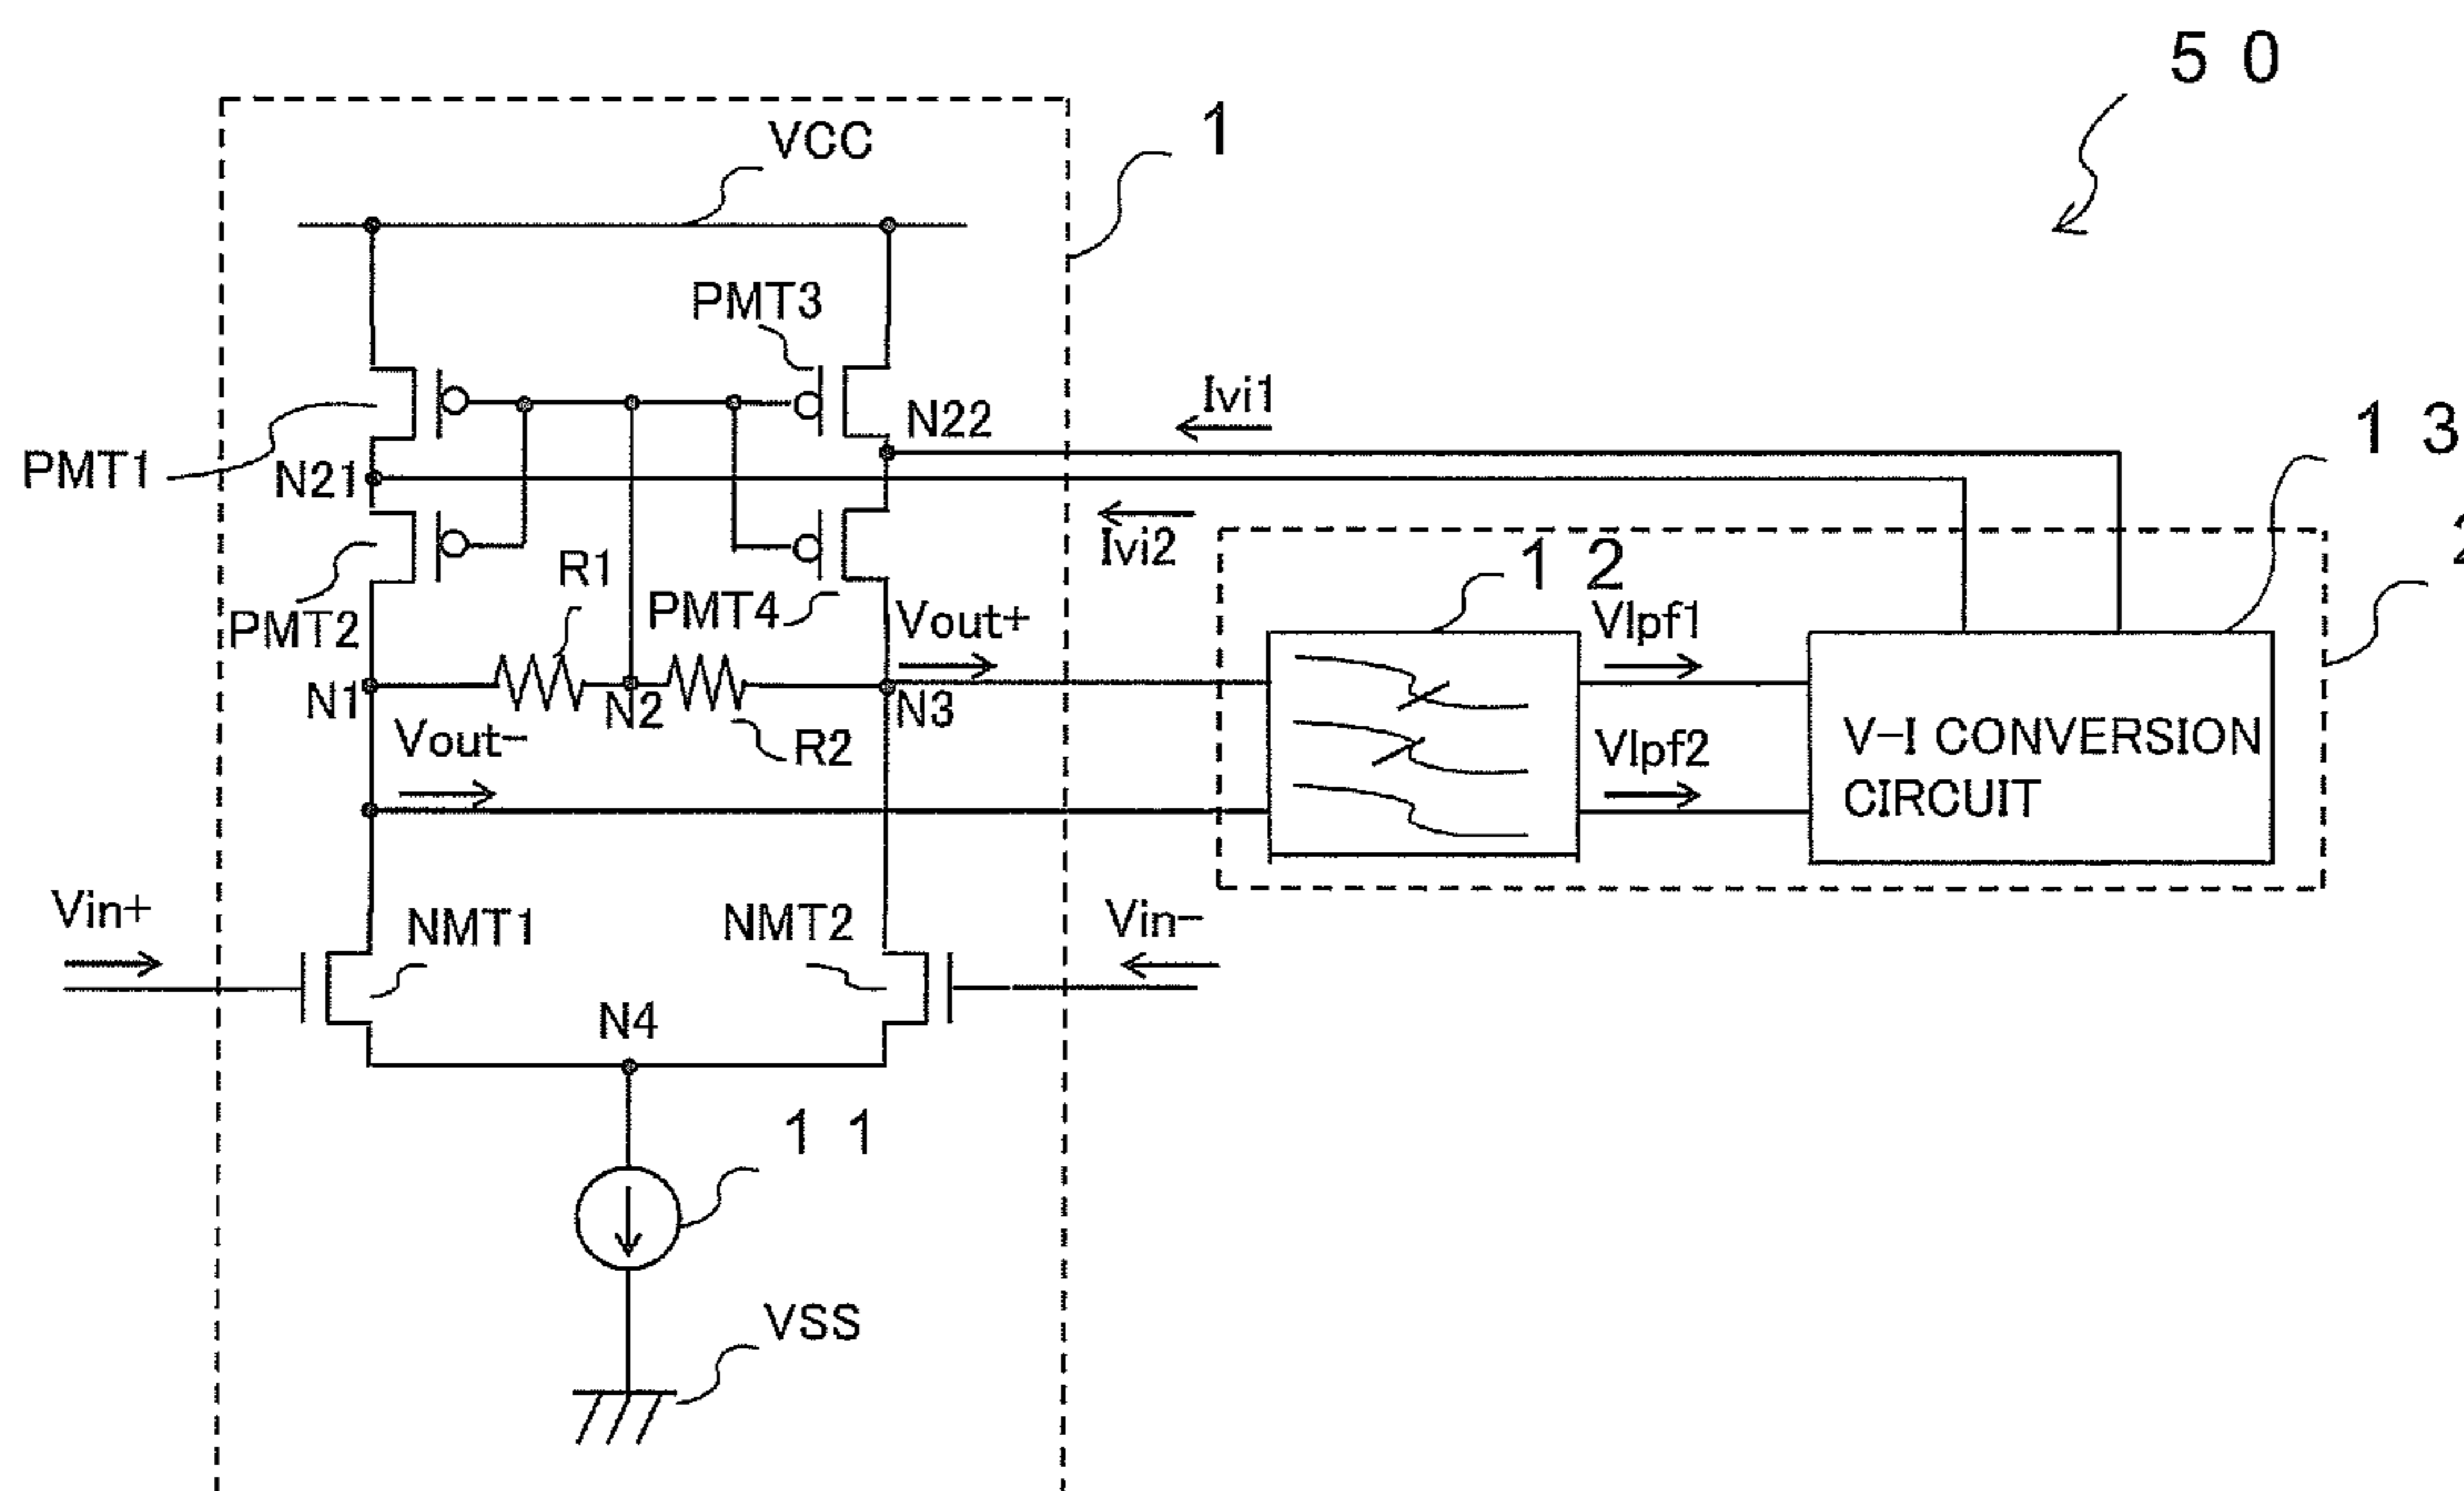 5 0
VCC
1
PMT3
Ivi1
N22
1 3
PMT1
N21
Ivi2
1 2
2
R1
PMT2
PMT4
Vout+
Vlpf1
N1
N2
N3
Vout-
R2
Vlpf2
V-I CONVERSION
CIRCUIT
Vin+
NMT1
NMT2
Vin-
N4
1 1
VSS